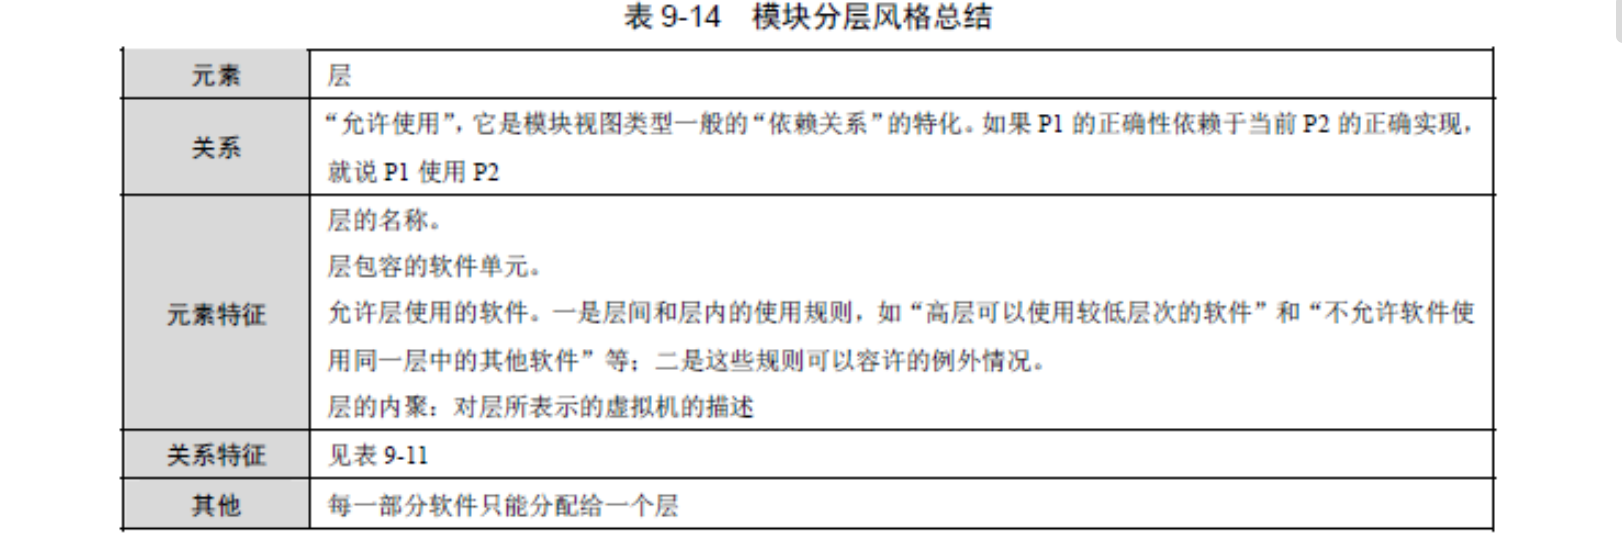 表 9-14 模块分层风格总结
元素
层
关系
“允许使用”，它是模块视图类型一般的“依赖关系”的特化。如果 P1 的正确性依赖于当前 P2 的正确实现，
就说 P1 使用 P2
元素特征
层的名称。
层包容的软件单元。
允许层使用的软件。一是层间和层内的使用规则，如“高层可以使用较低层次的软件”和“不允许软件使
用同一层中的其他软件”等；二是这些规则可以容许的例外情况。
层的内聚：对层所表示的虚拟机的描述
关系特征
见表 9-11
其他
每一部分软件只能分配给一个层